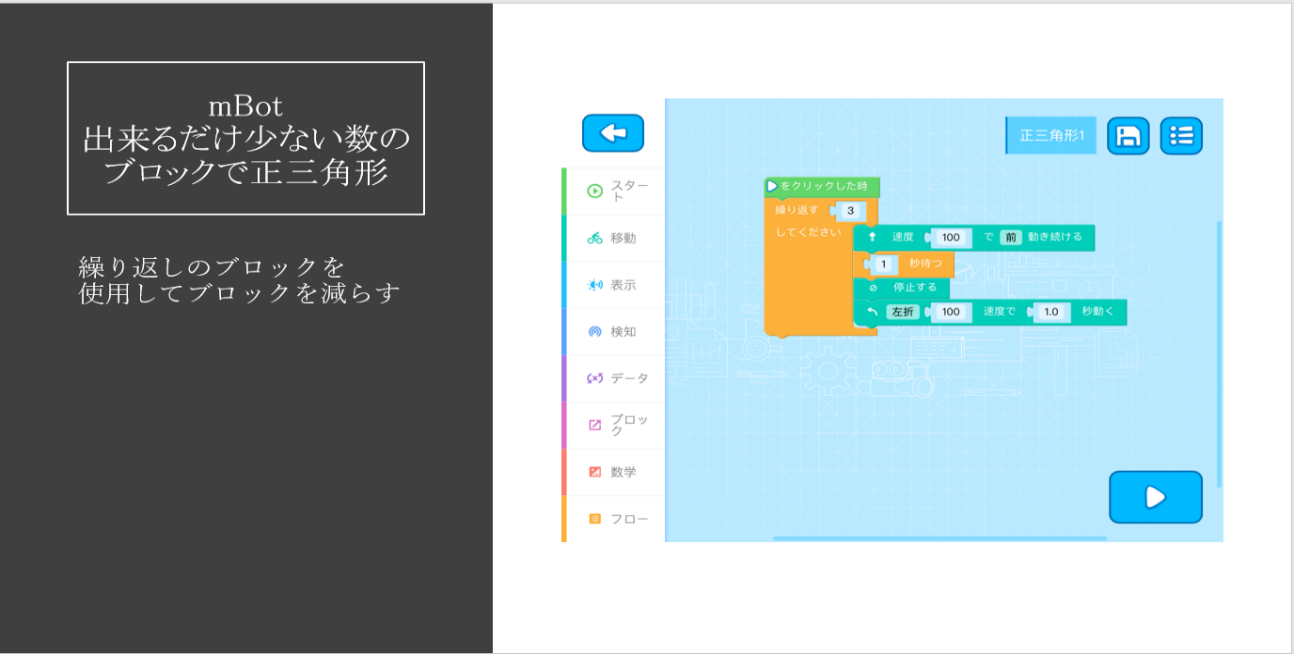 mBot
出来るだけ少ない数の
ブロックで正三角形
繰り返しのブロックを
使用してブロックを減らす
正三角形1
スター
ト
移動
表示
検知
データ
ブロッ
ク
数学
フロー
をクリックした時
繰り返す 3
してください
速度 100 で 前 動き続ける
1 秒待つ
停止する
左折 100 速度で 1.0 秒動く